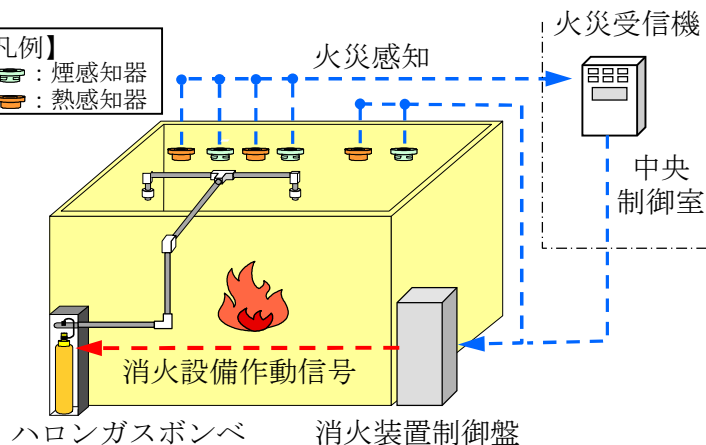 凡例】
：煙感知器
：熱感知器
火災感知
火災受信機
中央
制御室
消火設備作動信号
ハロンガスボンベ
消火装置制御盤